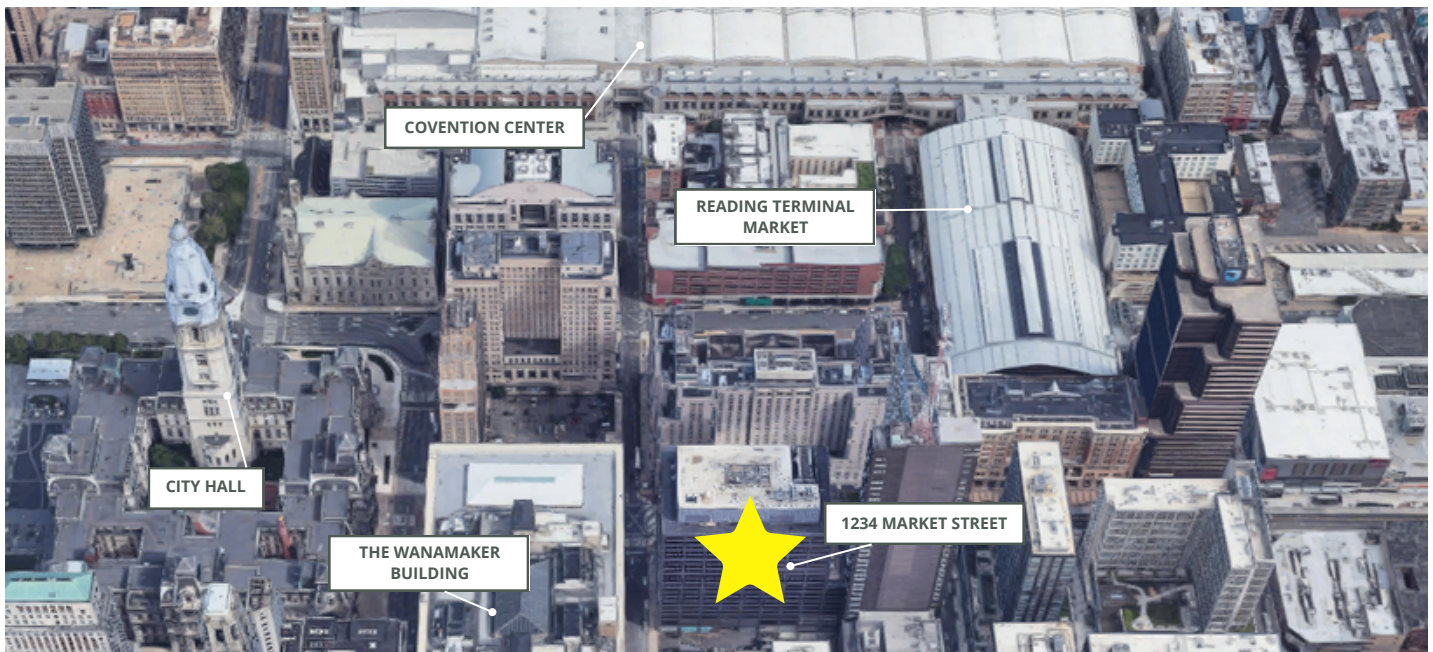 COVENTION CENTER
READING TERMINAL
MARKET
CITY HALL
1234 MARKET STREET
THE WANAMAKER
BUILDING